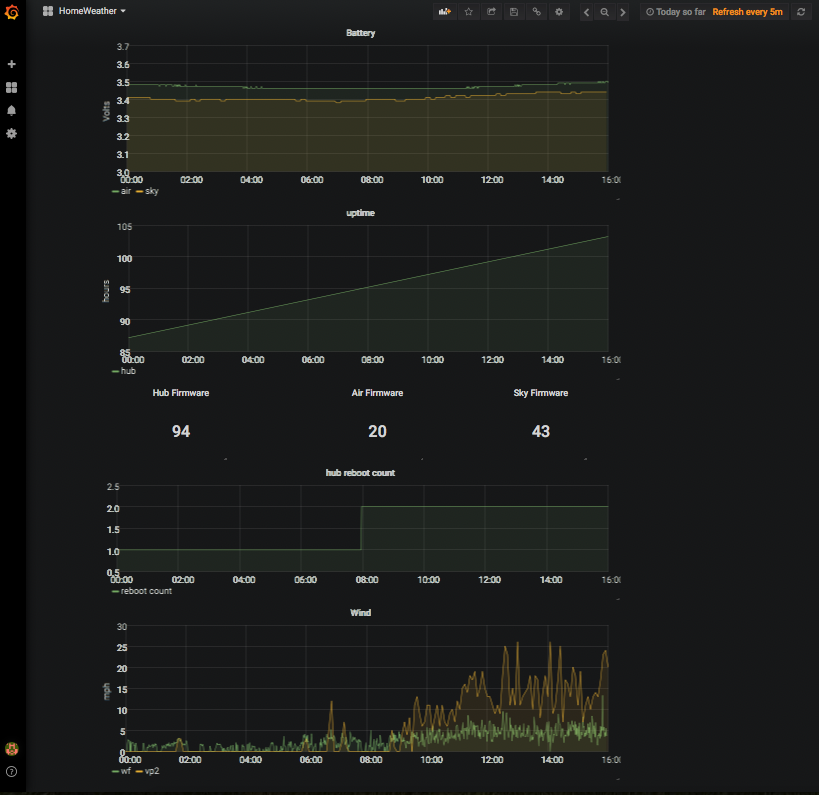 HomeWeather
Today so far Refresh every 5m
Battery
3.7
3.6
3.5
3.4
3.3
3.2
3.1
3.0
Volts
00:00 02:00 04:00 06:00 08:00 10:00 12:00 14:00 16:00
air sky
uptime
105
100
95
90
85
hours
00:00 02:00 04:00 06:00 08:00 10:00 12:00 14:00 16:00
hub
Hub Firmware Air Firmware Sky Firmware
94 20 43
hub reboot count
2.5
2.0
1.5
1.0
0.5
00:00 02:00 04:00 06:00 08:00 10:00 12:00 14:00 16:00
reboot count
Wind
30
25
20
15
10
5
0
mph
00:00 02:00 04:00 06:00 08:00 10:00 12:00 14:00 16:00
wf vp2